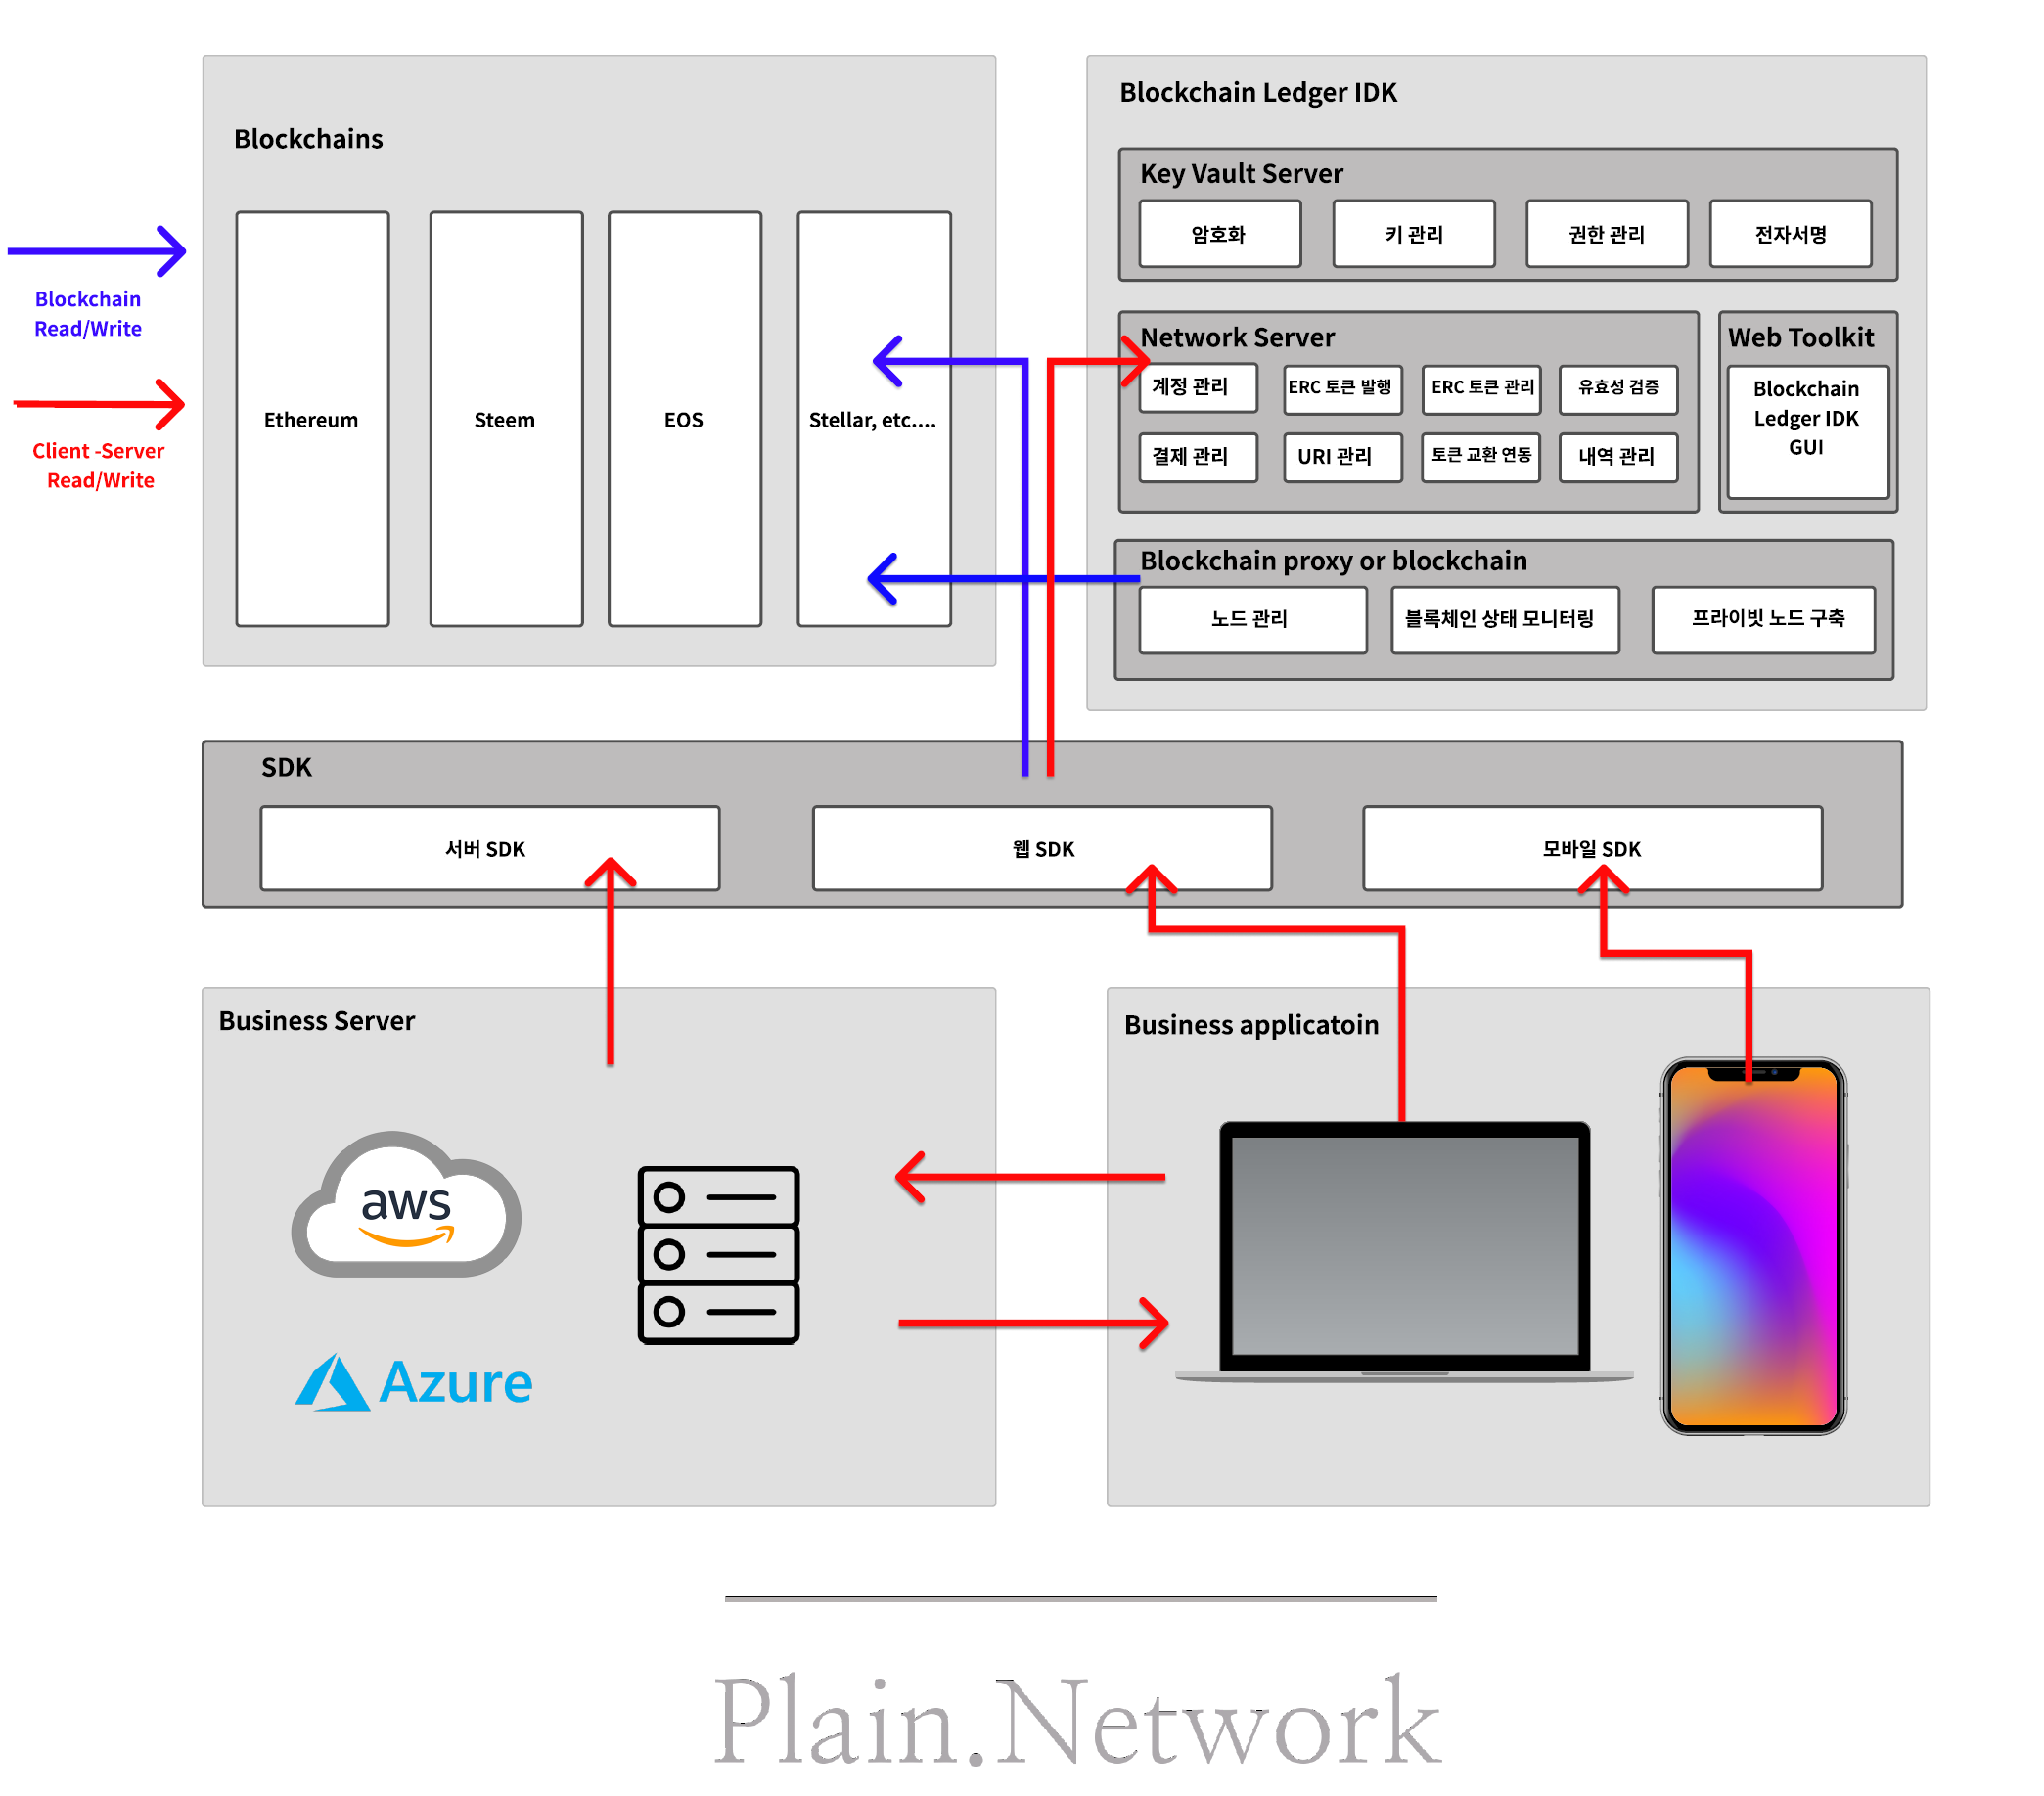 Blockchain Ledger IDK
Blockchains
Key Vault Server
암호화
키 관리
권한 관리
전자서명
Blockchain
Read/Write
Client -Server
Read/Write
Ethereum
Steem
EOS
Stellar, etc....
Network Server
계정 관리
ERC 토큰 발행
ERC 토큰 관리
유효성 검증
결제 관리
URI 관리
토큰 교환 연동
내역 관리
Web Toolkit
Blockchain
Ledger IDK
GUI
Blockchain proxy or blockchain
노드 관리
블록체인 상태 모니터링
프라이빗 노드 구축
SDK
서버 SDK
웹 SDK
모바일 SDK
Business Server
Business applicatoin
aws
Azure
Plain.Network